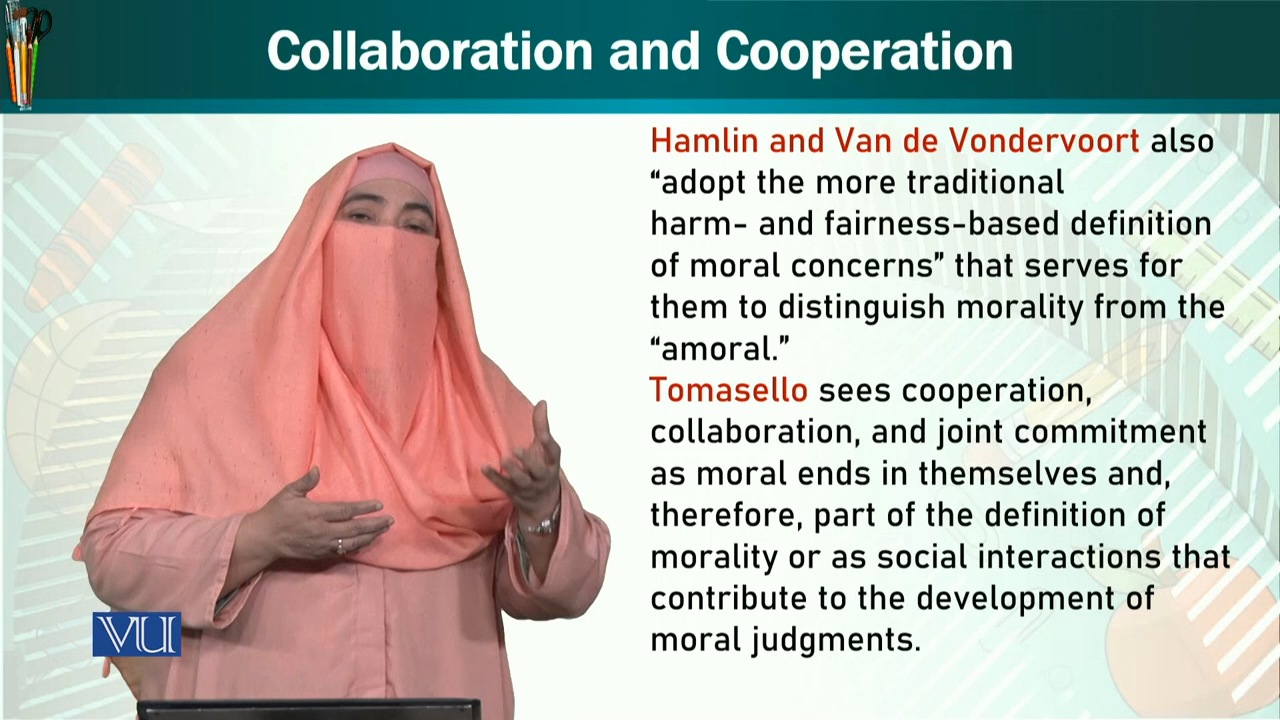 Collaboration and Cooperation
Hamlin and Van de Vondervoort also
“adopt the more traditional
harm- and fairness-based definition
of moral concerns” that serves for
them to distinguish morality from the
“amoral.”
Tomasello sees cooperation,
collaboration, and joint commitment
as moral ends in themselves and,
therefore, part of the definition of
morality or as social interactions that
contribute to the development of
moral judgments.
VU